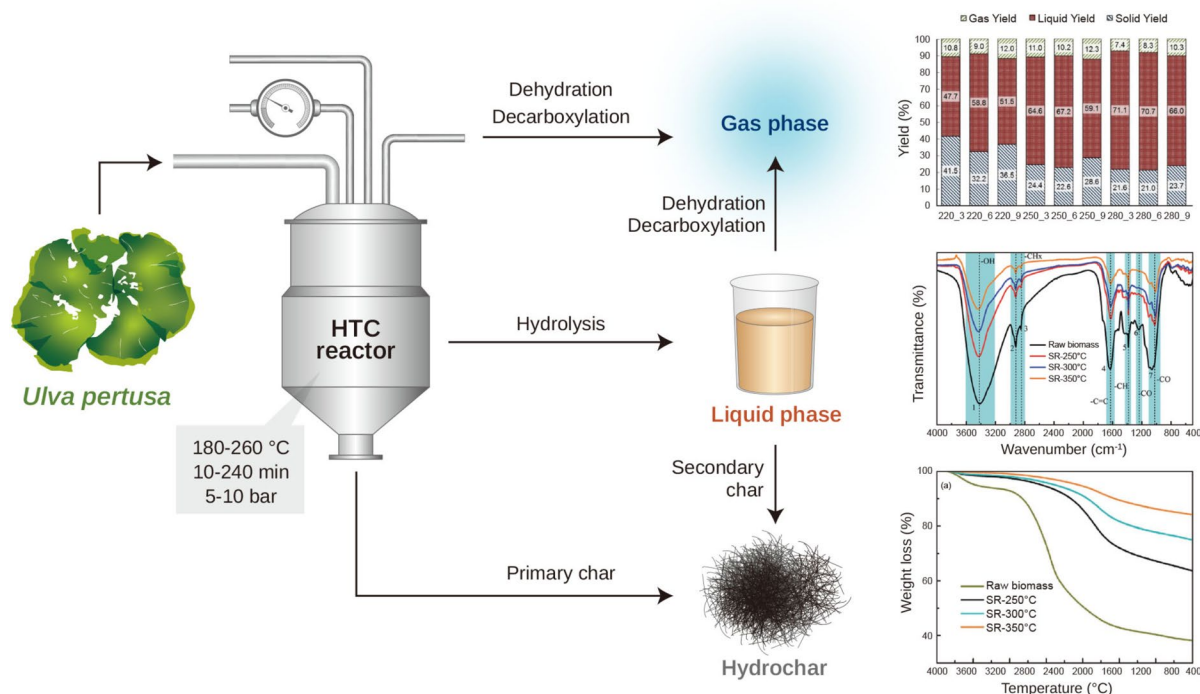 Ulva pertusa
HTC
reactor
180-260 °C
10-240 min
5-10 bar
Dehydration
Decarboxylation
Gas phase
Dehydration
Decarboxylation
Hydrolysis
Liquid phase
Secondary
char
Primary char
Hydrochar
Gas Yield Liquid Yield Solid Yield
Yield (%)
100
90
80
70
60
50
40
30
20
10
0
10.8 9.0 12.0 11.0 10.2 12.3 7.4 8.3 10.3
47.7 58.8 51.5 64.6 67.2 59.1 71.1 70.7 66.0
41.5 32.2 36.5 24.4 22.6 28.6 21.6 21.0 23.7
220_3 220_6 220_9 250_3 250_6 250_9 280_3 280_6 280_9
Transmittance (%)
-OH
-CHx
1
2
3
4
5
6
7
-C=C
-CH
-CO
-CO
Raw biomass
SR-250°C
SR-300°C
SR-350°C
4000 3600 3200 2800 2400 2000 1600 1200 800 400
Wavenumber (cm-1)
(a)
Weight loss (%)
100
80
60
40
Raw biomass
SR-250°C
SR-300°C
SR-350°C
4000 3600 3200 2800 2400 2000 1600 1200 800 400
Temperature (°C)